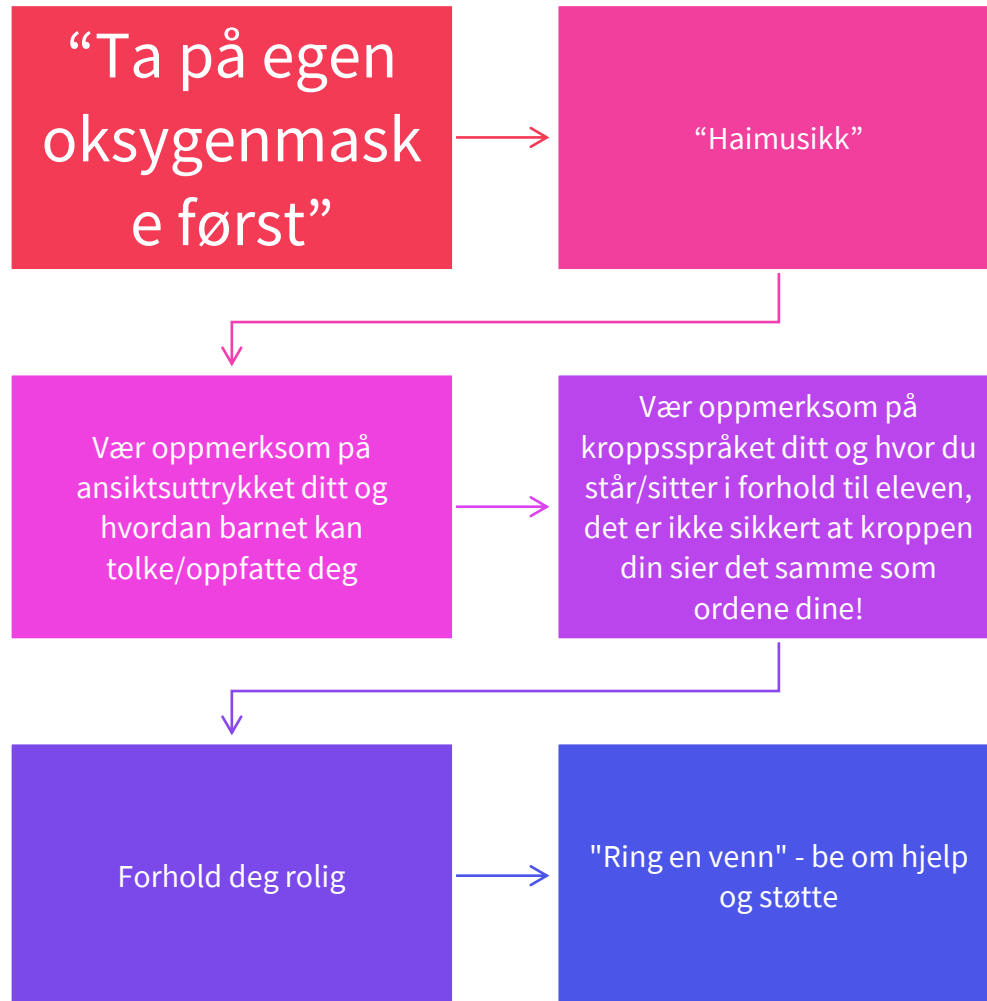 “Ta på egen
oksygenmask
e først”
“Haimusikk”
Vær oppmerksom på
ansiktsuttrykket ditt og
hvordan barnet kan
tolke/oppfatte deg
Vær oppmerksom på
kroppsspråket ditt og hvor du
står/sitter i forhold til eleven,
det er ikke sikkert at kroppen
din sier det samme som
ordene dine!
Forhold deg rolig
"Ring en venn" - be om hjelp
og støtte